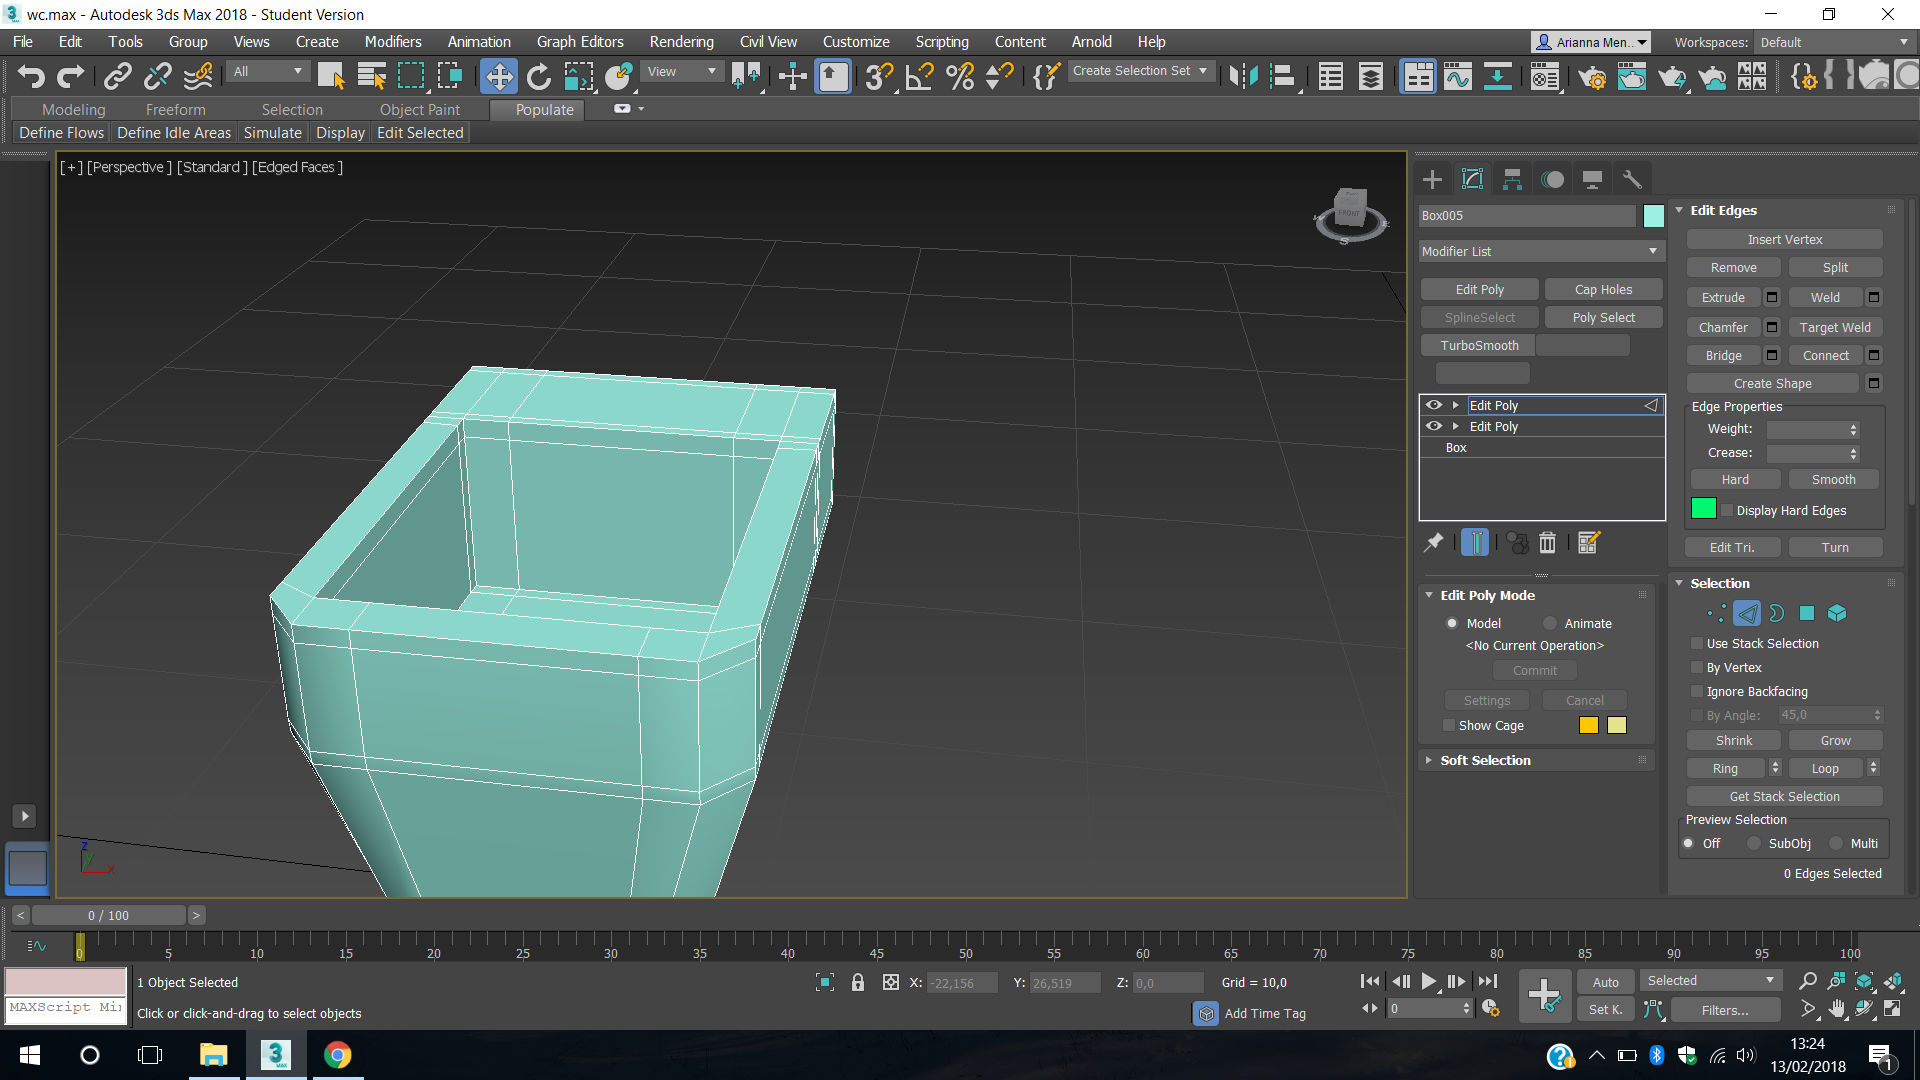 wc.max - Autodesk 3ds Max 2018 - Student Version
File Edit Tools Group Views Create Modifiers Animation Graph Editors Rendering Civil View Customize Scripting Content Arnold Help
Arianna Men... Workspaces: Default
All View Create Selection Set
Modeling Freeform Selection Object Paint Populate
Define Flows Define Idle Areas Simulate Display Edit Selected
[+] [Perspective ] [Standard ] [Edged Faces ]
FRONT
S
Box005
Modifier List
Edit Poly Cap Holes
SplineSelect Poly Select
TurboSmooth
Edit Poly
Edit Poly
Box
Edit Poly Mode
Model Animate
<No Current Operation>
Commit
Settings Cancel
Show Cage
Soft Selection
Edit Edges
Insert Vertex
Remove Split
Extrude Weld
Chamfer Target Weld
Bridge Connect
Create Shape
Edge Properties
Weight:
Crease:
Hard Smooth
Display Hard Edges
Edit Tri. Turn
Selection
Use Stack Selection
By Vertex
Ignore Backfacing
By Angle: 45,0
Shrink Grow
Ring Loop
Get Stack Selection
Preview Selection
Off SubObj Multi
0 Edges Selected
z
y
x
< 0 / 100 >
0 5 10 15 20 25 30 35 40 45 50 55 60 65 70 75 80 85 90 95 100
1 Object Selected X: -22,156 Y: 26,519 Z: 0,0 Grid = 10,0 Auto Selected
MAXScript Mi
Click or click-and-drag to select objects Add Time Tag 0 Set K. Filters...
3
MAX
13:24
13/02/2018
1